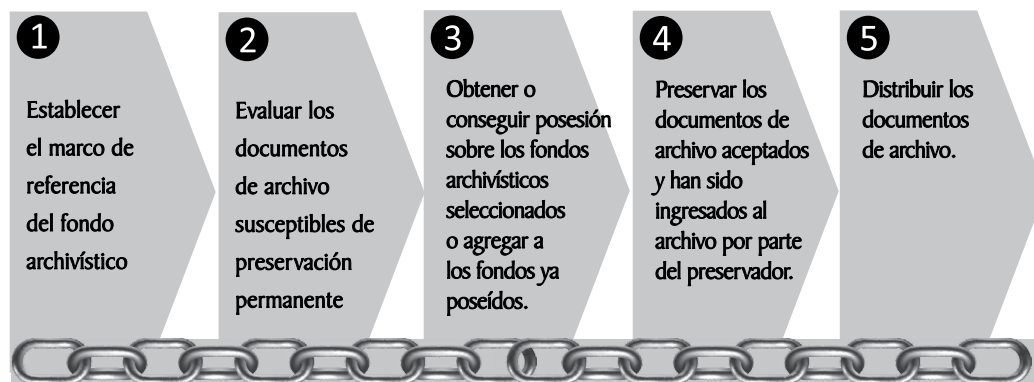 1
Establecer
el marco de
referencia
del fondo
archivístico
2
Evaluar los
documentos
de archivo
susceptibles de
preservación
permanente
3
Obtener o
conseguir posesión
sobre los fondos
archivísticos
seleccionados
o agregar a
los fondos ya
poseídos.
4
Preservar los
documentos de
archivo aceptados
y han sido
ingresados al
archivo por parte
del preservador.
5
Distribuir los
documentos
de archivo.